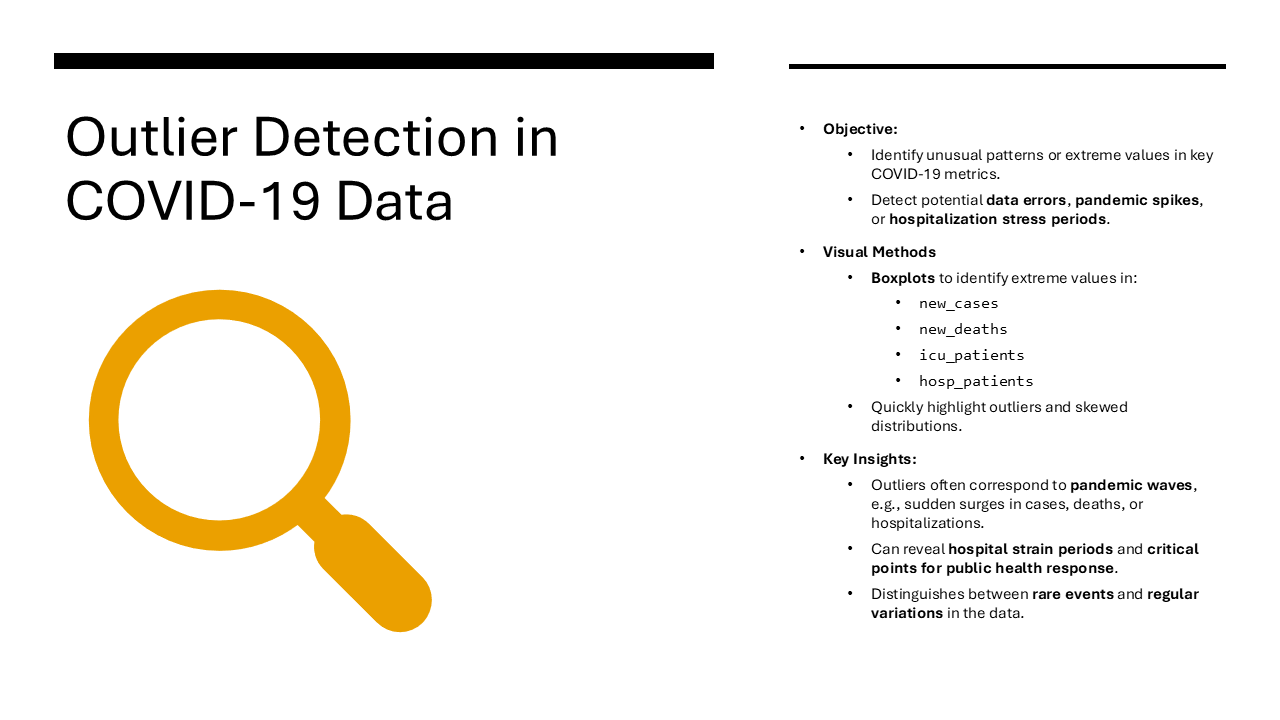 Outlier Detection in
COVID-19 Data
• Objective:
• Identify unusual patterns or extreme values in key
COVID-19 metrics.
• Detect potential data errors, pandemic spikes,
or hospitalization stress periods.
• Visual Methods
• Boxplots to identify extreme values in:
• new_cases
• new_deaths
• icu_patients
• hosp_patients
• Quickly highlight outliers and skewed
distributions.
• Key Insights:
• Outliers often correspond to pandemic waves,
e.g., sudden surges in cases, deaths, or
hospitalizations.
• Can reveal hospital strain periods and critical
points for public health response.
• Distinguishes between rare events and regular
variations in the data.